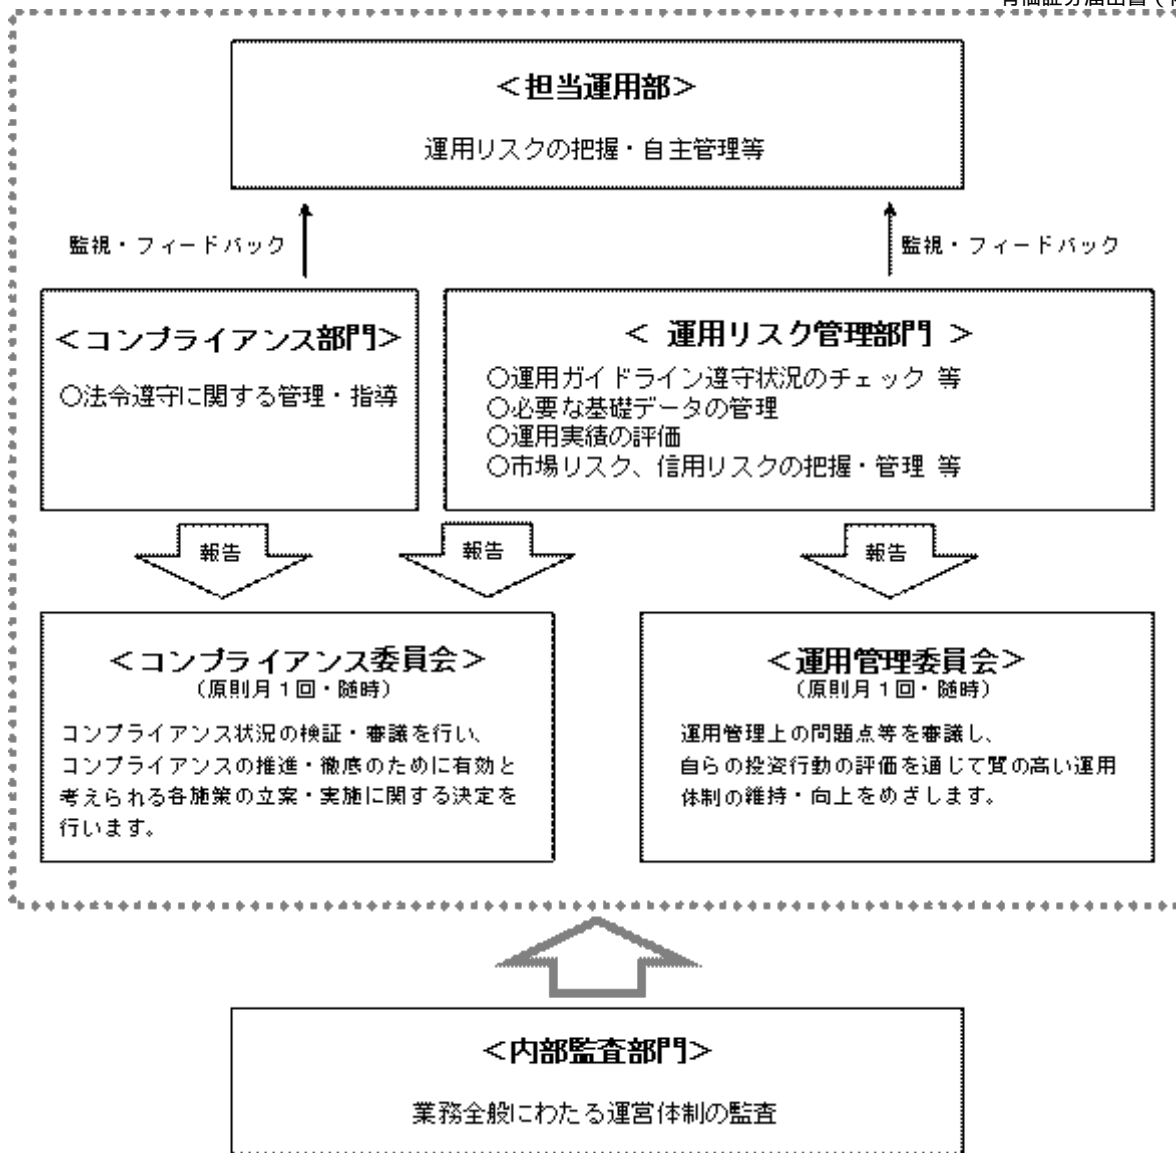 ＜担当運用部＞
運用リスクの把握・自主管理等
監視・フィードバック
監視・フィードバック
＜コンプライアンス部門＞
○法令遵守に関する管理・指導
＜ 運用リスク管理部門 ＞
○運用ガイドライン遵守状況のチェック 等
○必要な基礎データの管理
○運用実績の評価
○市場リスク、信用リスクの把握・管理 等
報告
報告
報告
＜コンプライアンス委員会＞
（原則月１回・随時）
コンプライアンス状況の検証・審議を行い、
コンプライアンスの推進・徹底のために有効と
考えられる各施策の立案・実施に関する決定を
行います。
＜運用管理委員会＞
（原則月１回・随時）
運用管理上の問題点等を審議し、
自らの投資行動の評価を通じて質の高い運用
体制の維持・向上をめざします。
＜内部監査部門＞
業務全般にわたる運営体制の監査